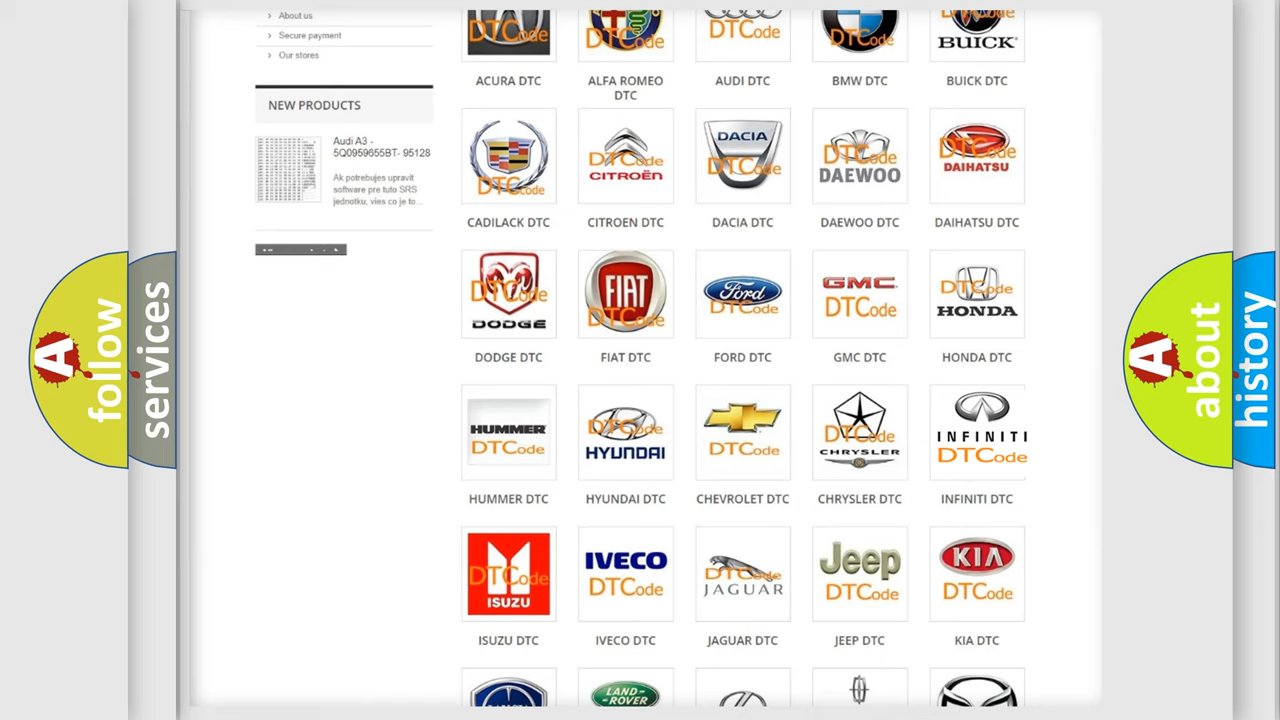 About us
Secure payment
Our stores
NEW PRODUCTS
Audi A3 -
5Q0959655BT- 95128
Ak potrebujes upravit
software pre tuto SRS
jednotku, vies co je to...
DTCode
DTCode
DTCode
DTCode
BUICK
ACURA DTC
ALFA ROMEO
DTC
AUDI DTC
BMW DTC
BUICK DTC
DTCode
DTCode
CITROËN
DACIA
DTCode
DTCode
DAEWOO
DTCode
DAIHATSU
CADILACK DTC
CITROEN DTC
DACIA DTC
DAEWOO DTC
DAIHATSU DTC
DTCode
DODGE
FIAT
DTCode
Ford
DTCode
GMC
DTCode
DTCode
HONDA
DODGE DTC
FIAT DTC
FORD DTC
GMC DTC
HONDA DTC
HUMMER
DTCode
DTCode
HYUNDAI
DTCode
DTCode
CHRYSLER
INFINITI
DTCode
HUMMER DTC
HYUNDAI DTC
CHEVROLET DTC
CHRYSLER DTC
INFINITI DTC
DTCode
ISUZU
IVECO
DTCode
DTCode
JAGUAR
Jeep
DTCode
KIA
DTCode
ISUZU DTC
IVECO DTC
JAGUAR DTC
JEEP DTC
KIA DTC
LAND-
ROVER
A
follow
services
A
about
history